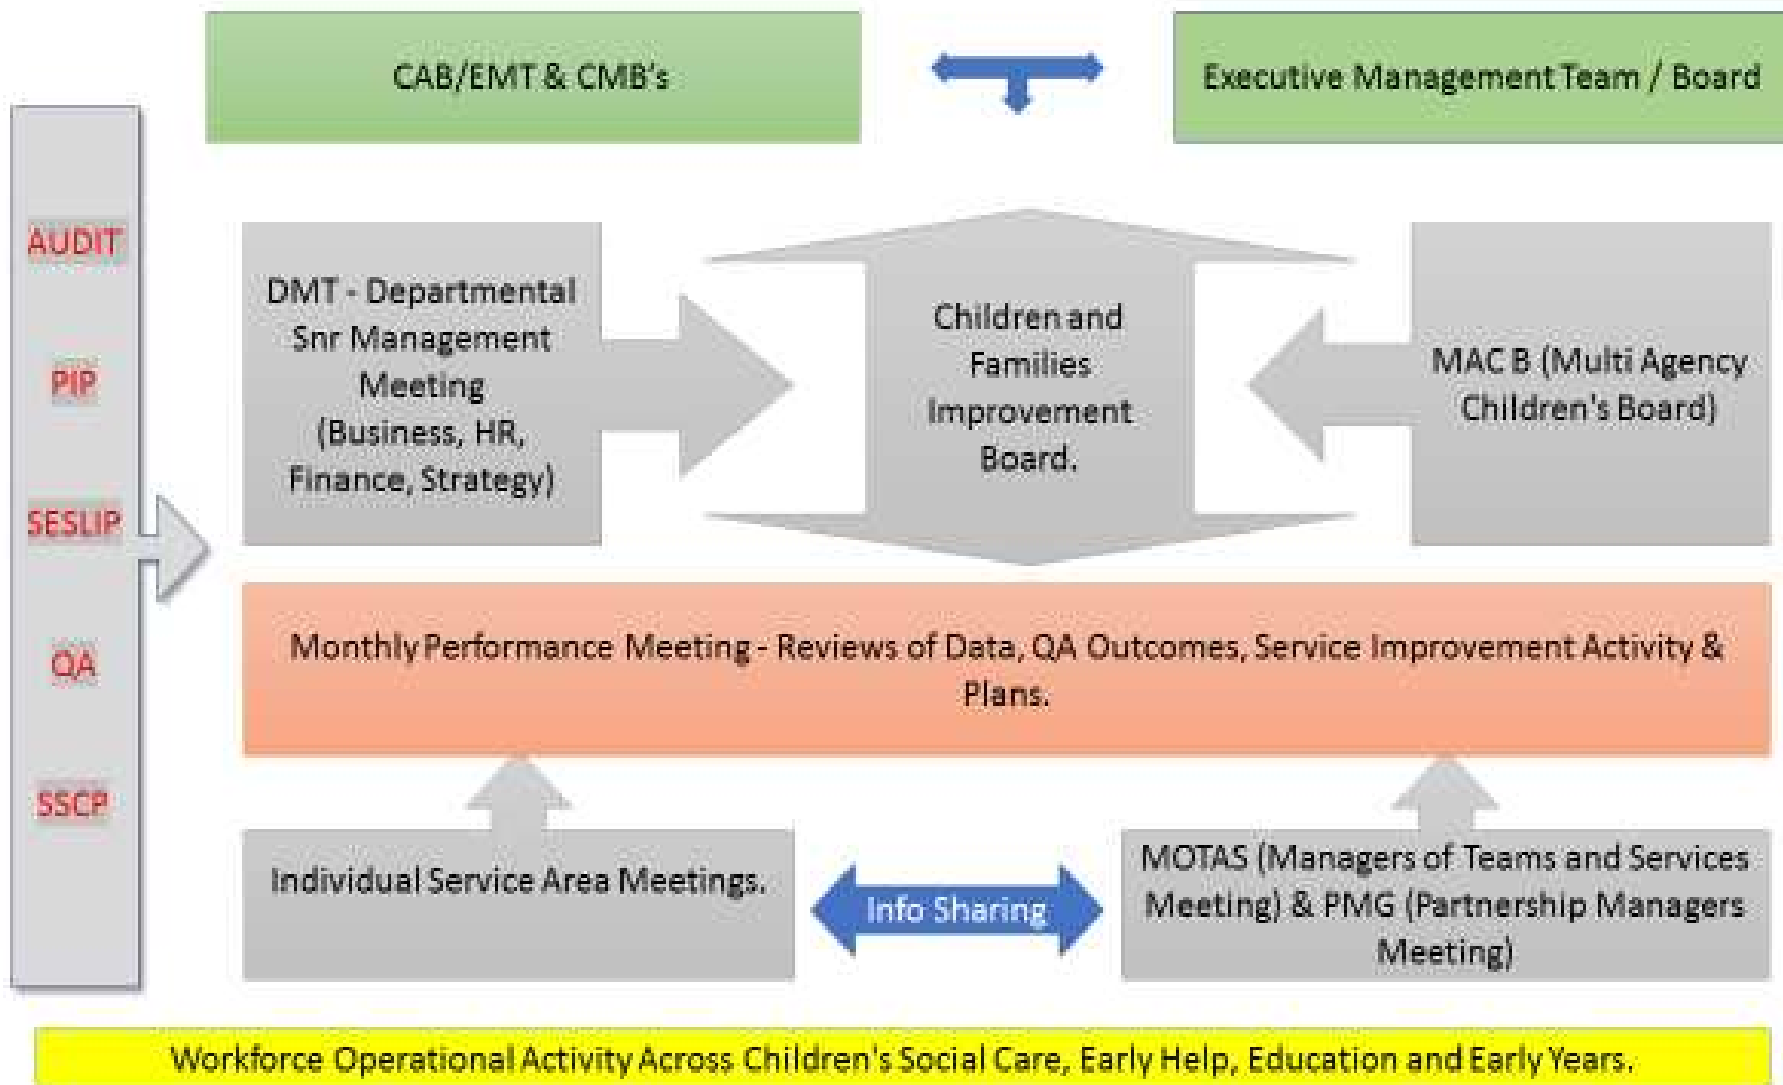 CAB/EMT & CMB's
Executive Management Team / Board
AUDIT
PIP
SESLIP
QA
SSCP
DMT - Departmental
Snr Management
Meeting
(Business, HR,
Finance, Strategy)
Children and
Families
Improvement
Board.
MAC B (Multi Agency
Children's Board)
Monthly Performance Meeting - Reviews of Data, QA Outcomes, Service Improvement Activity &
Plans.
Individual Service Area Meetings.
Info Sharing
MOTAS (Managers of Teams and Services
Meeting) & PMG (Partnership Managers
Meeting)
Workforce Operational Activity Across Children's Social Care, Early Help, Education and Early Years.